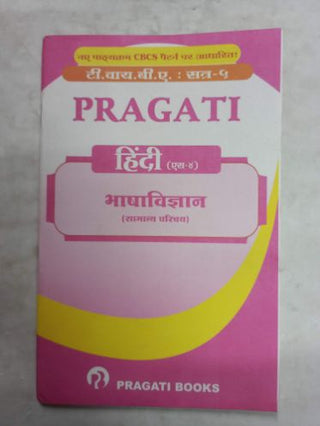 नए पाठ्यक्रम CBCS पैटर्न पर आधारित!
टी.वाय.बी.ए. : सत्र-५
PRAGATI
हिंदी (एस-४)
भाषाविज्ञान
(सामान्य परिचय)
PRAGATI BOOKS